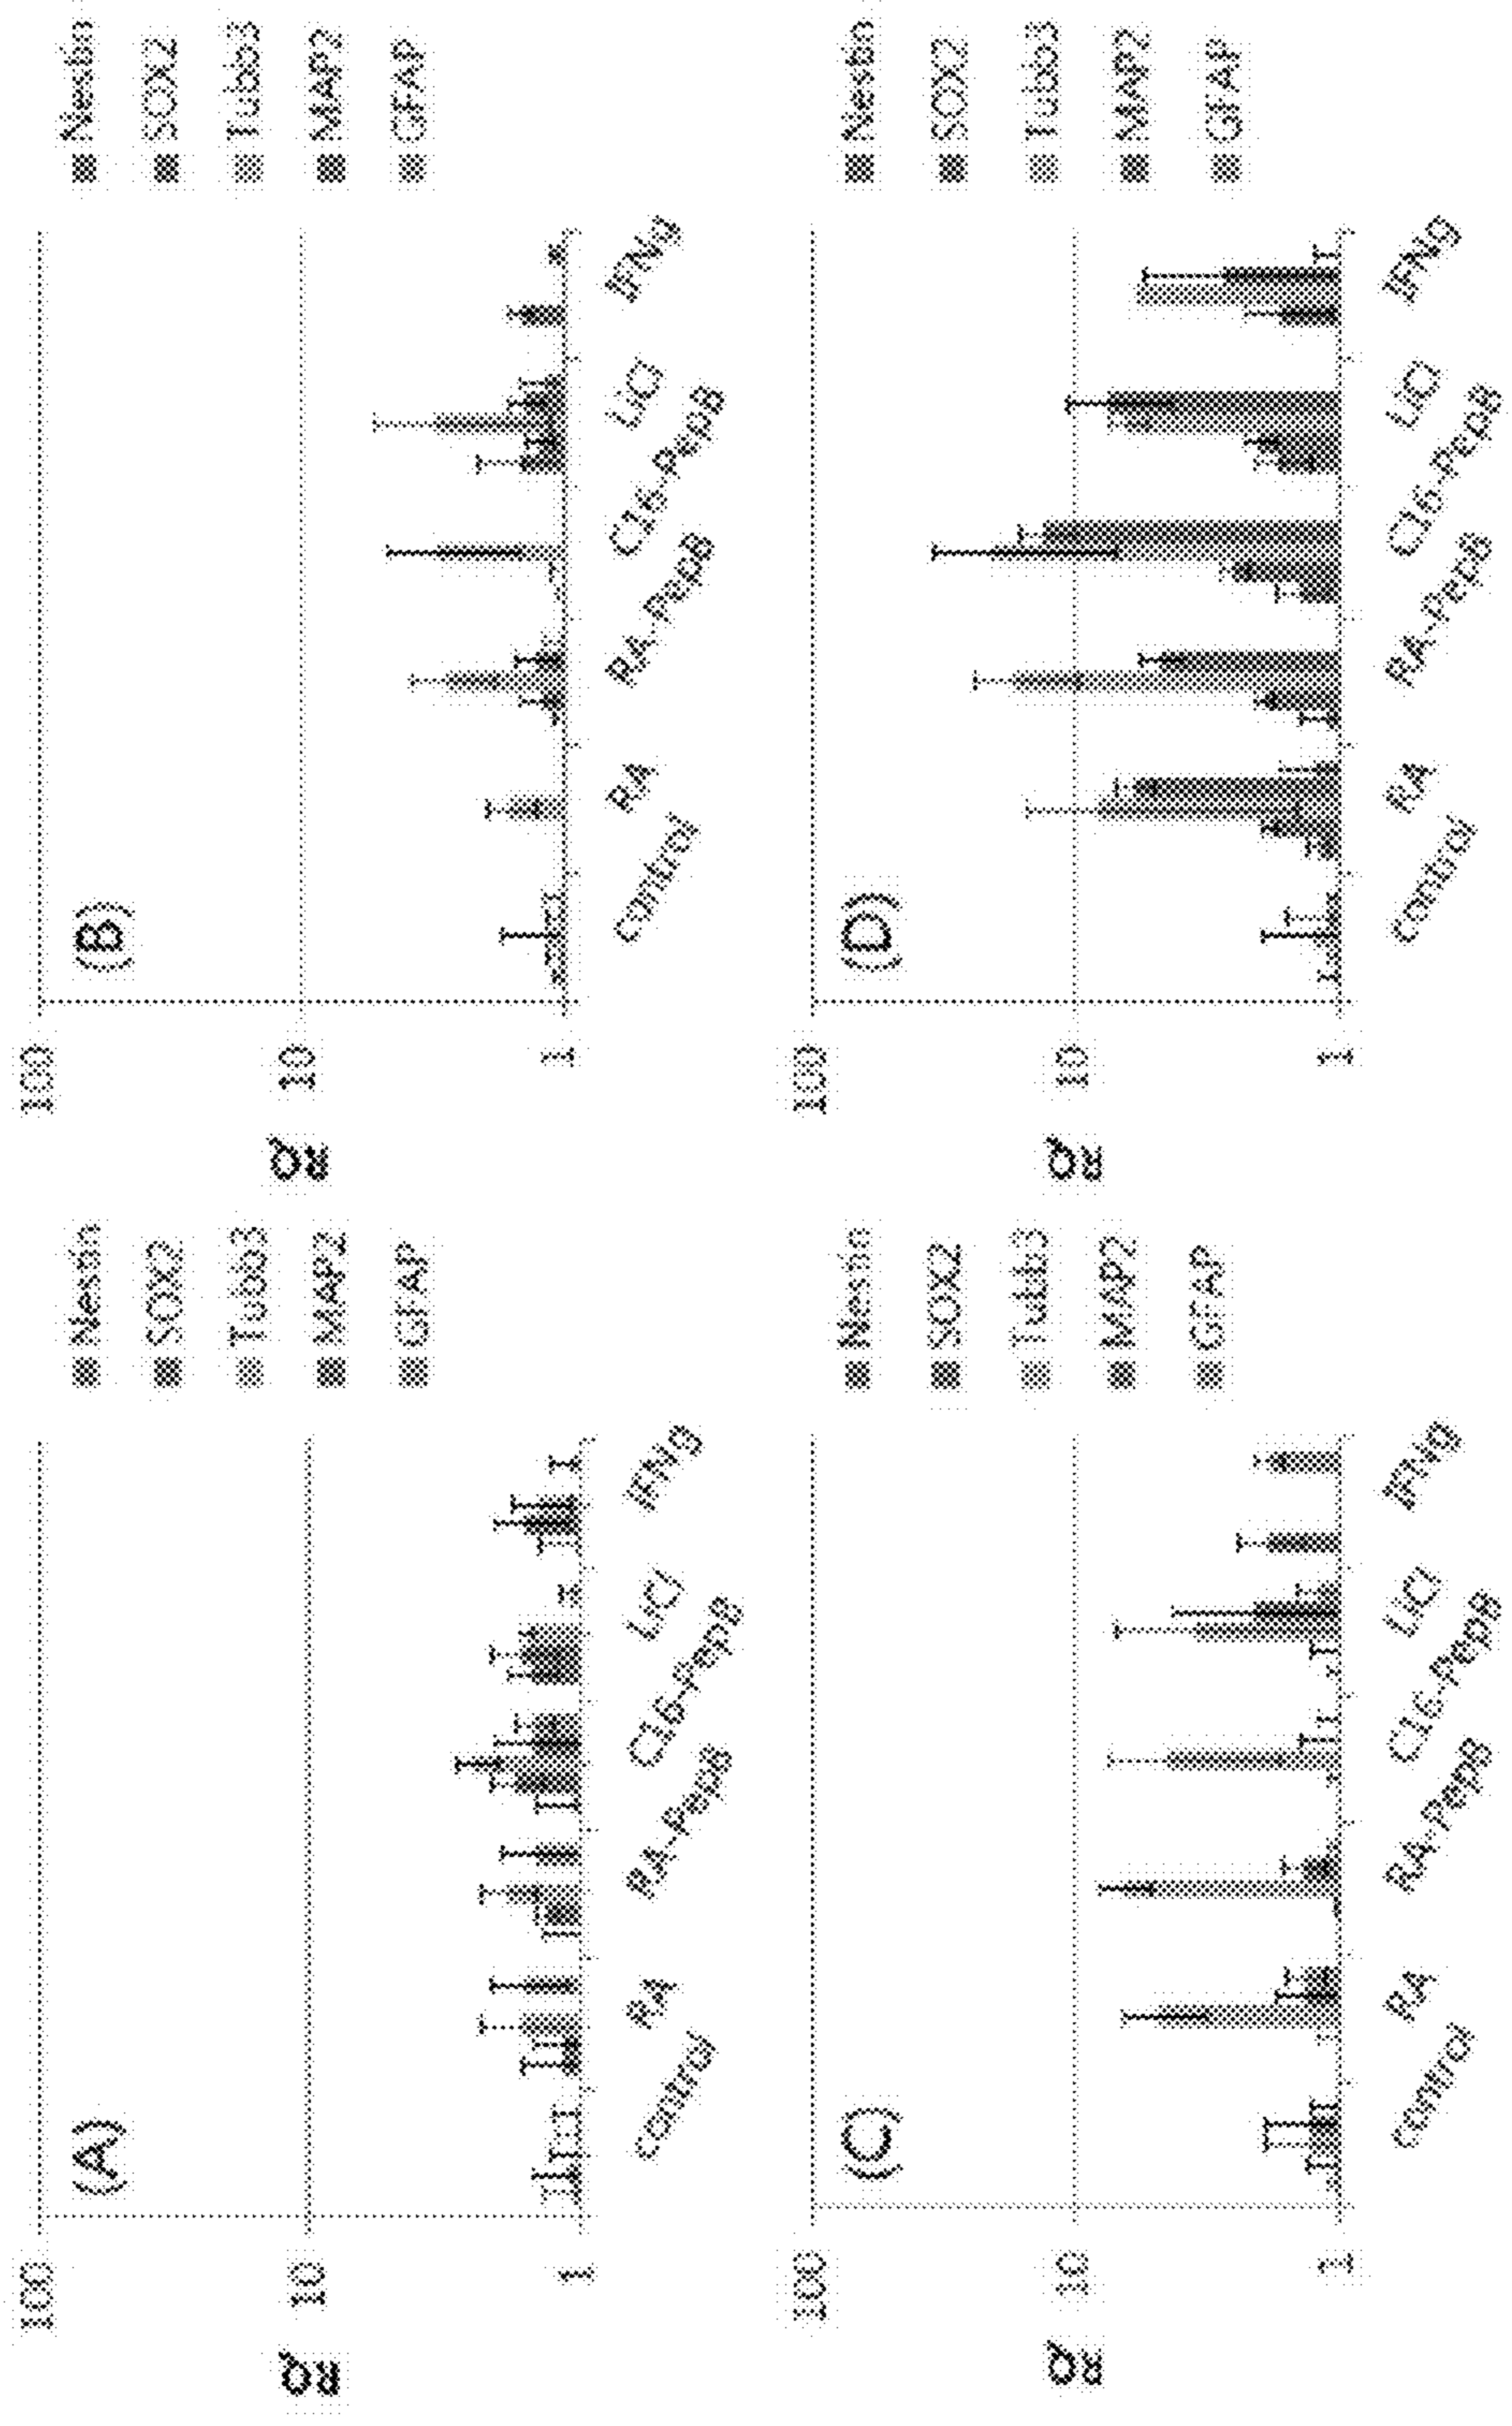 (A)
RQ
100
10
1
control
RA
RA-PepB
C16-PepB
LiCl
IFNg
Nestin
SOX2
Tubb3
MAP2
GFAP
(B)
RQ
100
10
1
control
RA
RA-PepB
C16-PepB
LiCl
IFNg
Nestin
SOX2
Tubb3
MAP2
GFAP
(C)
RQ
100
10
1
control
RA
RA-PepB
C16-PepB
LiCl
IFNg
Nestin
SOX2
Tubb3
MAP2
GFAP
(D)
RQ
100
10
1
control
RA
RA-PepB
C16-PepB
LiCl
IFNg
Nestin
SOX2
Tubb3
MAP2
GFAP